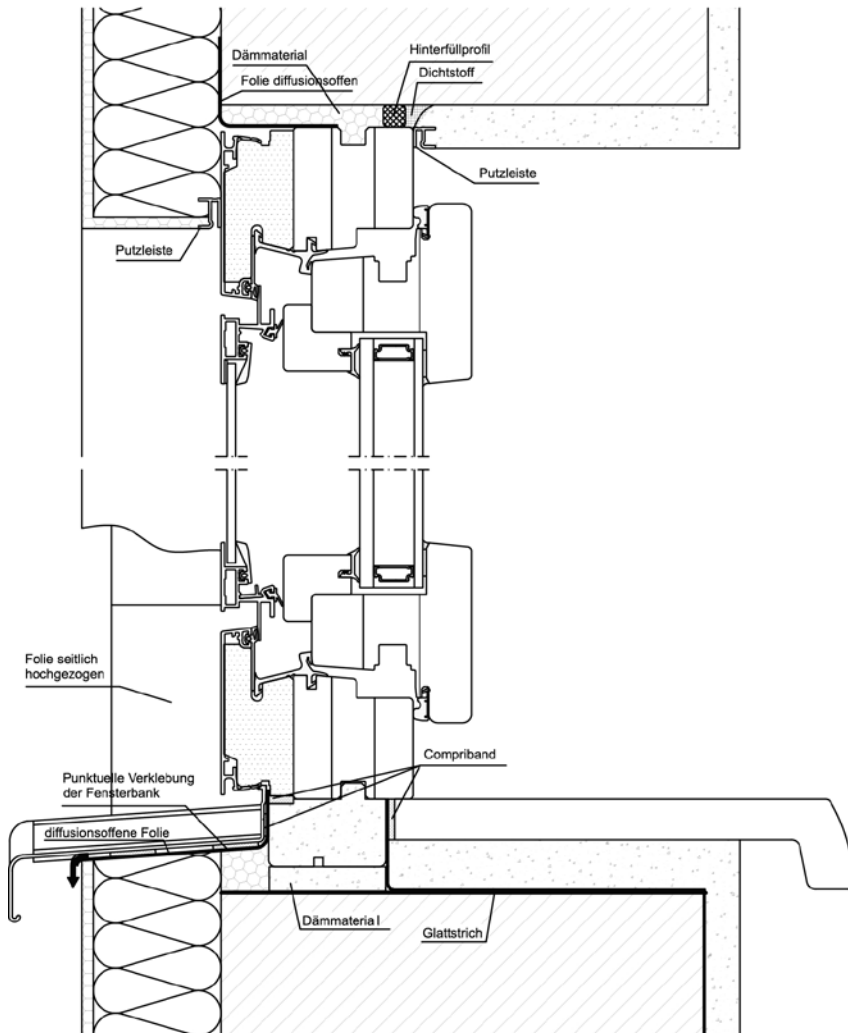 Dämmaterial
Hinterfüllprofil
Dichtstoff
Folie diffusionsoffen
Putzleiste
Putzleiste
Folie seitlich
hochgezogen
Compriband
Punktuelle Verklebung
der Fensterbank
diffusionsoffene Folie
Dämmaterial
Glattstrich